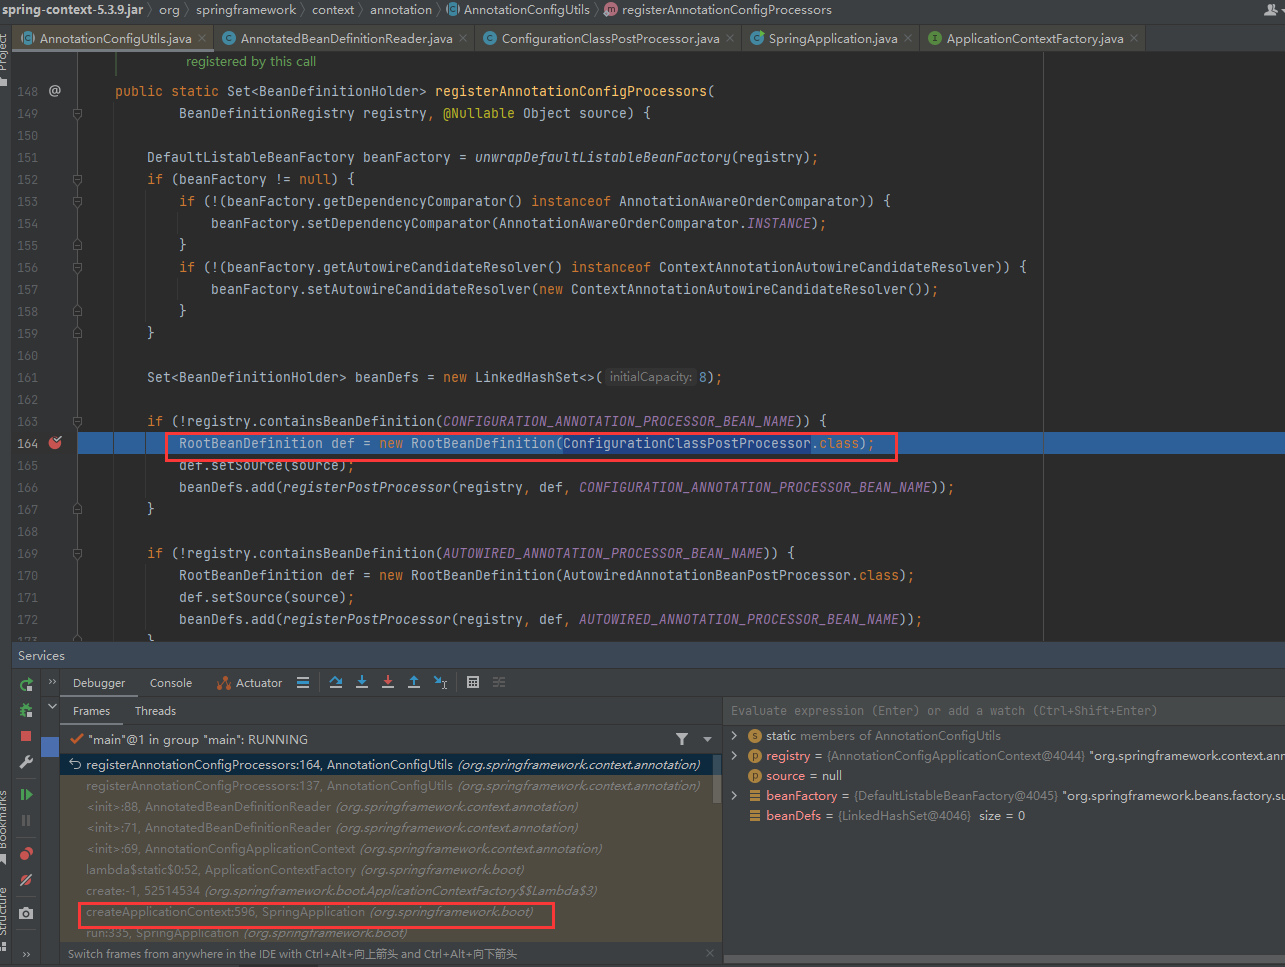 spring-context-5.3.9.jar 〉 org 〉 springframework 〉 context 〉 annotation 〉 AnnotationConfigUtils 〉 registerAnnotationConfigProcessors
AnnotationConfigUtils.java AnnotatedBeanDefinitionReader.java ConfigurationClassPostProcessor.java SpringApplication.java ApplicationContextFactory.java
Project
registered by this call
148 @ public static Set<BeanDefinitionHolder> registerAnnotationConfigProcessors(
149 BeanDefinitionRegistry registry, @Nullable Object source) {
150
151 DefaultListableBeanFactory beanFactory = unwrapDefaultListableBeanFactory(registry);
152 if (beanFactory != null) {
153 if (!(beanFactory.getDependencyComparator() instanceof AnnotationAwareOrderComparator)) {
154 beanFactory.setDependencyComparator(AnnotationAwareOrderComparator.INSTANCE);
155 }
156 if (!(beanFactory.getAutowireCandidateResolver() instanceof ContextAnnotationAutowireCandidateResolver)) {
157 beanFactory.setAutowireCandidateResolver(new ContextAnnotationAutowireCandidateResolver());
158 }
159 }
160
161 Set<BeanDefinitionHolder> beanDefs = new LinkedHashSet<>( initialCapacity: 8);
162
163 if (!registry.containsBeanDefinition(CONFIGURATION_ANNOTATION_PROCESSOR_BEAN_NAME)) {
164 RootBeanDefinition def = new RootBeanDefinition(ConfigurationClassPostProcessor.class);
165 def.setSource(source);
166 beanDefs.add(registerPostProcessor(registry, def, CONFIGURATION_ANNOTATION_PROCESSOR_BEAN_NAME));
167 }
168
169 if (!registry.containsBeanDefinition(AUTOWIRED_ANNOTATION_PROCESSOR_BEAN_NAME)) {
170 RootBeanDefinition def = new RootBeanDefinition(AutowiredAnnotationBeanPostProcessor.class);
171 def.setSource(source);
172 beanDefs.add(registerPostProcessor(registry, def, AUTOWIRED_ANNOTATION_PROCESSOR_BEAN_NAME));
173 }
Services
Debugger Console Actuator
Frames Threads
"main"@1 in group "main": RUNNING
registerAnnotationConfigProcessors:164, AnnotationConfigUtils (org.springframework.context.annotation)
registerAnnotationConfigProcessors:137, AnnotationConfigUtils (org.springframework.context.annotation)
<init>:88, AnnotatedBeanDefinitionReader (org.springframework.context.annotation)
<init>:71, AnnotatedBeanDefinitionReader (org.springframework.context.annotation)
<init>:69, AnnotationConfigApplicationContext (org.springframework.context.annotation)
lambda$static$0:52, ApplicationContextFactory (org.springframework.boot)
create:-1, 52514534 (org.springframework.boot.ApplicationContextFactory$$Lambda$3)
createApplicationContext:596, SpringApplication (org.springframework.boot)
run:335, SpringApplication (org.springframework.boot)
Switch frames from anywhere in the IDE with Ctrl+Alt+向上箭头 and Ctrl+Alt+向下箭头
Evaluate expression (Enter) or add a watch (Ctrl+Shift+Enter)
static members of AnnotationConfigUtils
registry = {AnnotationConfigApplicationContext@4044} "org.springframework.context.anno
source = null
beanFactory = {DefaultListableBeanFactory@4045} "org.springframework.beans.factory.su
beanDefs = {LinkedHashSet@4046} size = 0
Bookmarks
Structure